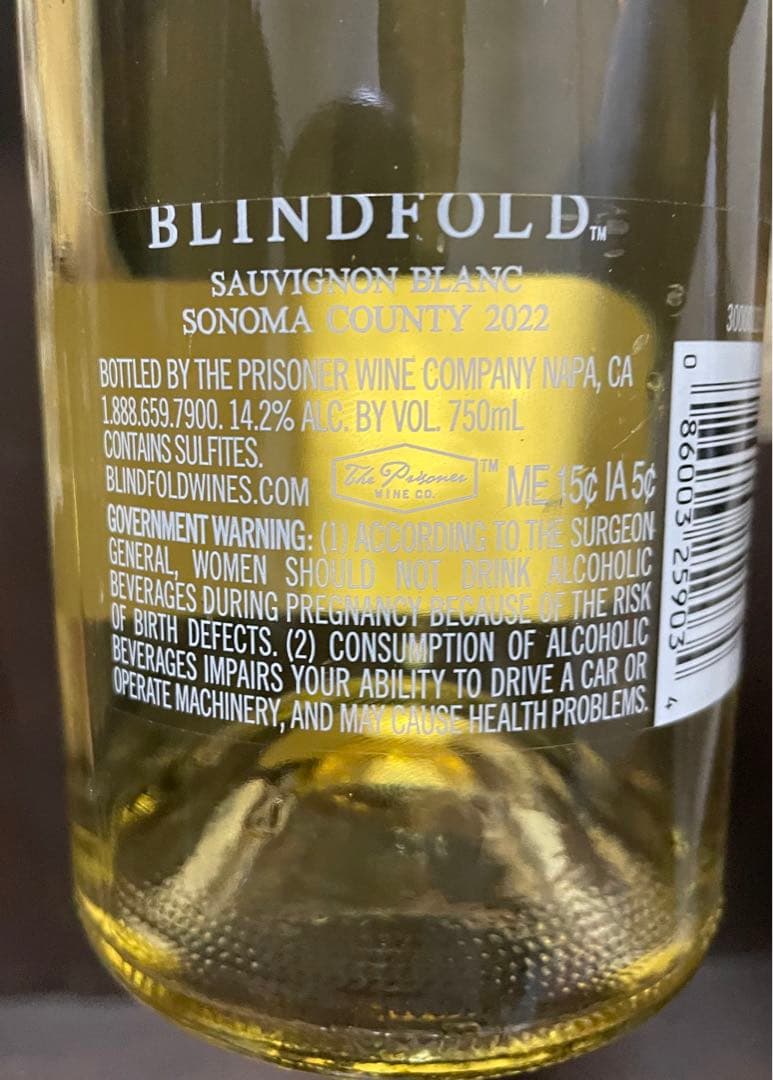 BLINDFOLD™
SAUVIGNON BLANC
SONOMA COUNTY 2022
BOTTLED BY THE PRISONER WINE COMPANY NAPA, CA
1.888.659.7900. 14.2% ALC. BY VOL. 750mL
CONTAINS SULFITES.
BLINDFOLDWINES.COM
The Prisoner™
WINE CO.
ME 15¢ IA 5¢
GOVERNMENT WARNING: (1) ACCORDING TO THE SURGEON
GENERAL, WOMEN SHOULD NOT DRINK ALCOHOLIC
BEVERAGES DURING PREGNANCY BECAUSE OF THE RISK
OF BIRTH DEFECTS. (2) CONSUMPTION OF ALCOHOLIC
BEVERAGES IMPAIRS YOUR ABILITY TO DRIVE A CAR OR
OPERATE MACHINERY, AND MAY CAUSE HEALTH PROBLEMS.
0 86003 25903 4